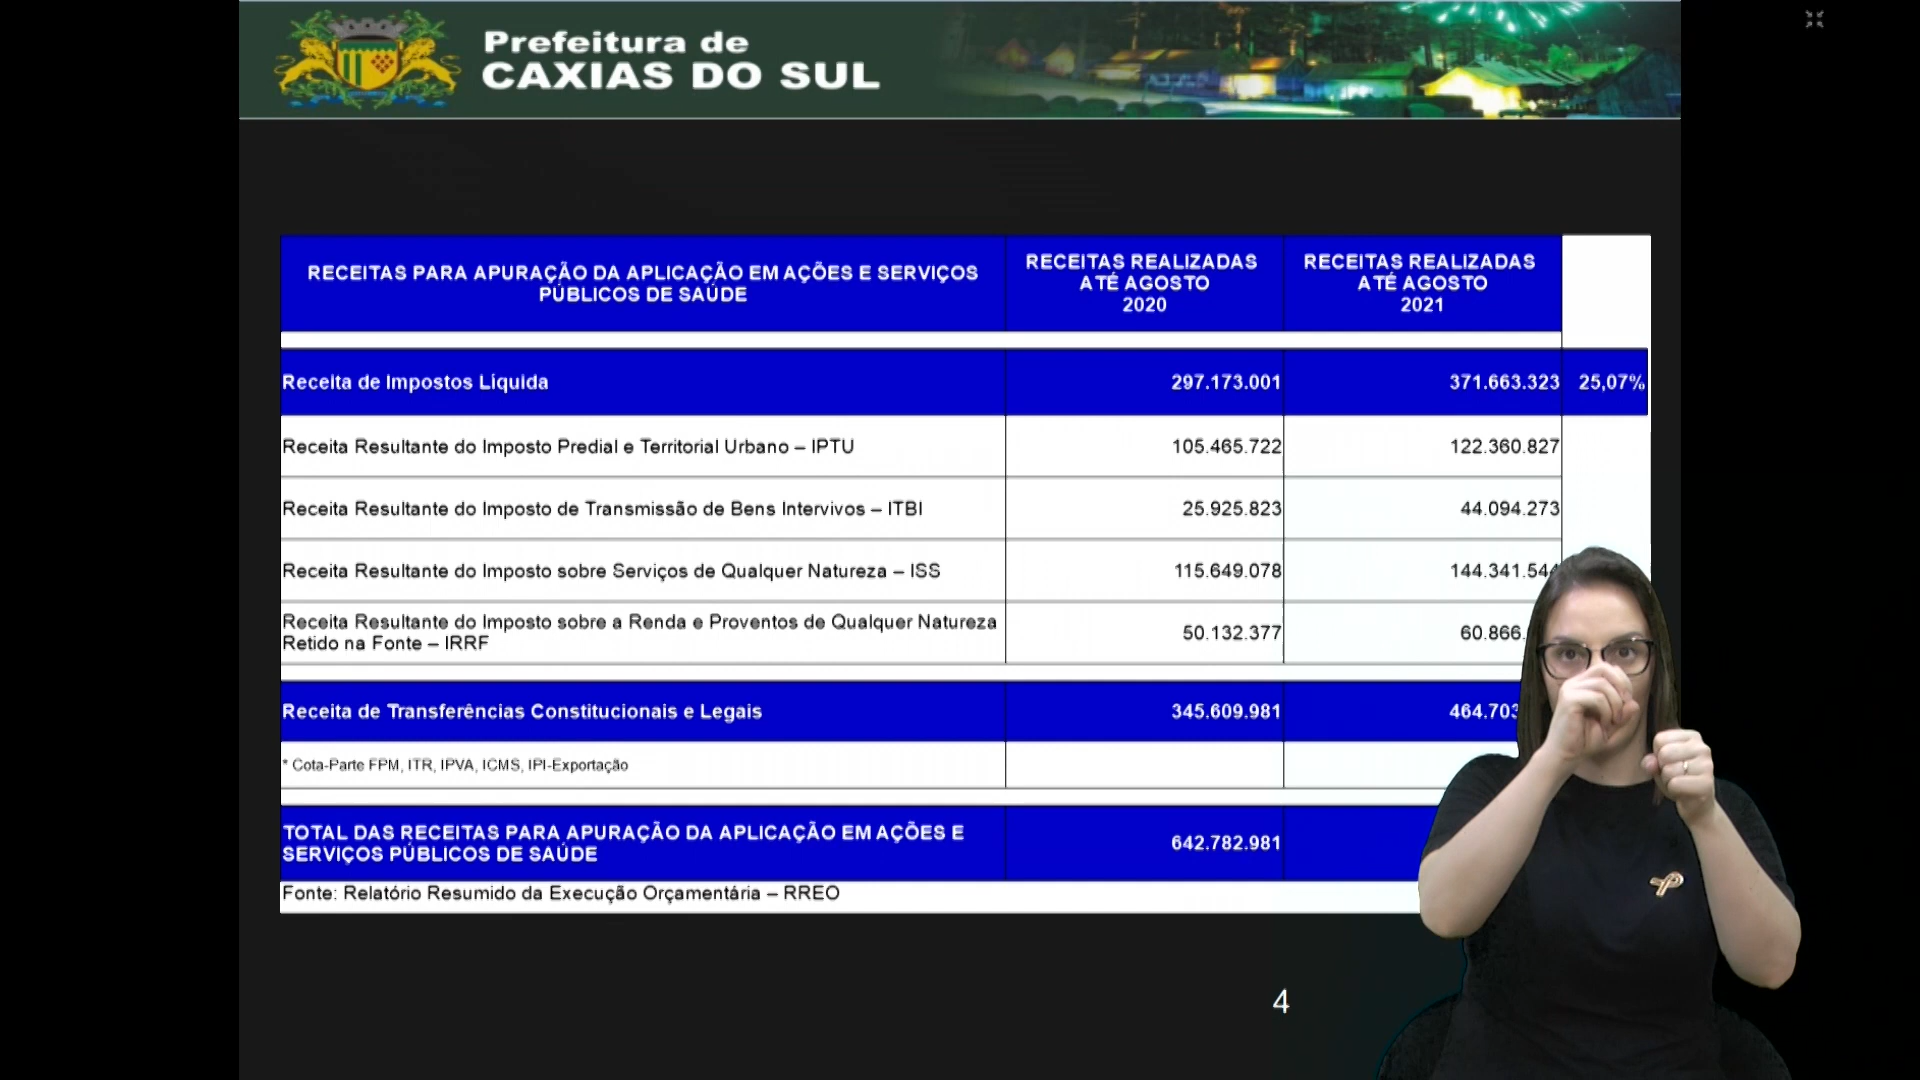 Prefeitura de
CAXIAS DO SUL
RECEITAS PARA APURAÇÃO DA APLICAÇÃO EM AÇÕES E SERVIÇOS
PÚBLICOS DE SAÚDE
RECEITAS REALIZADAS
ATÉ AGOSTO
2020
RECEITAS REALIZADAS
ATÉ AGOSTO
2021
Receita de Impostos Líquida 297.173.001 371.663.323 25,07%
Receita Resultante do Imposto Predial e Territorial Urbano – IPTU 105.465.722 122.360.827
Receita Resultante do Imposto de Transmissão de Bens Intervivos – ITBI 25.925.823 44.094.273
Receita Resultante do Imposto sobre Serviços de Qualquer Natureza – ISS 115.649.078 144.341.544
Receita Resultante do Imposto sobre a Renda e Proventos de Qualquer Natureza
Retido na Fonte – IRRF 50.132.377 60.866.
Receita de Transferências Constitucionais e Legais 345.609.981 464.703
* Cota-Parte FPM, ITR, IPVA, ICMS, IPI-Exportação
TOTAL DAS RECEITAS PARA APURAÇÃO DA APLICAÇÃO EM AÇÕES E
SERVIÇOS PÚBLICOS DE SAÚDE 642.782.981
Fonte: Relatório Resumido da Execução Orçamentária – RREO
4